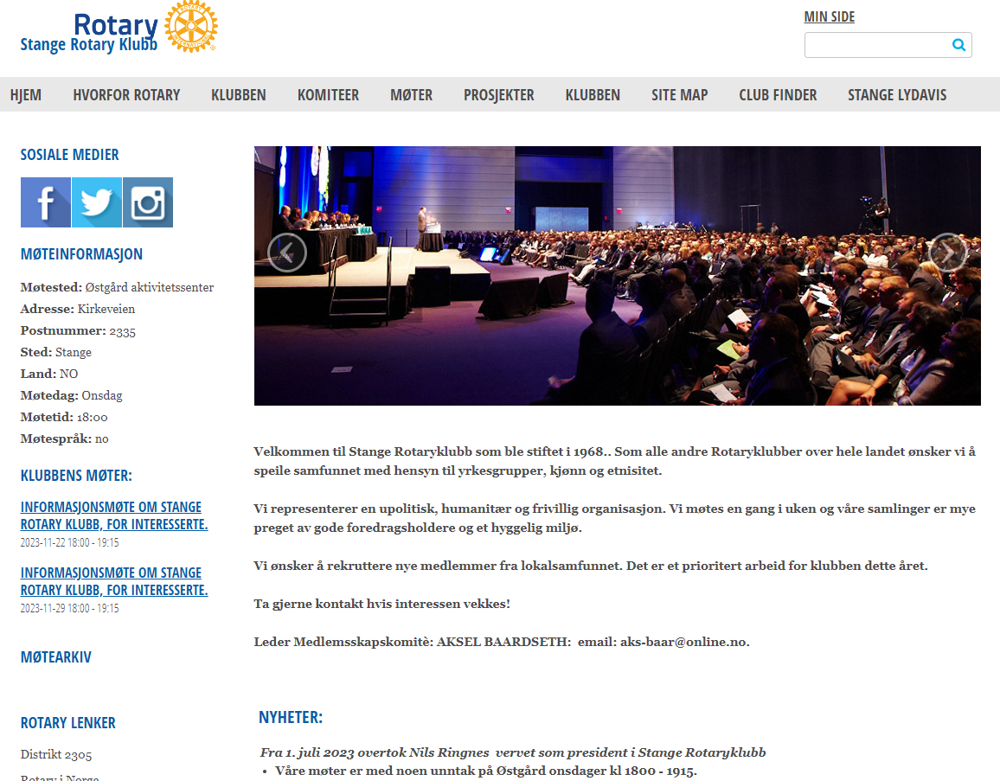 Rotary
Stange Rotary Klubb
MIN SIDE
HJEM HVORFOR ROTARY KLUBBEN KOMITEER MØTER PROSJEKTER KLUBBEN SITE MAP CLUB FINDER STANGE LYDAVIS
SOSIALE MEDIER
MØTEINFORMASJON
Møtested: Østgård aktivitetssenter
Adresse: Kirkeveien
Postnummer: 2335
Sted: Stange
Land: NO
Møtedag: Onsdag
Møtetid: 18:00
Møtespråk: no
KLUBBENS MØTER:
INFORMASJONSMØTE OM STANGE
ROTARY KLUBB, FOR INTERESSERTE.
2023-11-22 18:00 - 19:15
INFORMASJONSMØTE OM STANGE
ROTARY KLUBB, FOR INTERESSERTE.
2023-11-29 18:00 - 19:15
MØTEARKIV
ROTARY LENKER
Distrikt 2305
Rotary i Norge
Velkommen til Stange Rotaryklubb som ble stiftet i 1968.. Som alle andre Rotaryklubber over hele landet ønsker vi å
speile samfunnet med hensyn til yrkesgrupper, kjønn og etnisitet.
Vi representerer en upolitisk, humanitær og frivillig organisasjon. Vi møtes en gang i uken og våre samlinger er mye
preget av gode foredragsholdere og et hyggelig miljø.
Vi ønsker å rekruttere nye medlemmer fra lokalsamfunnet. Det er et prioritert arbeid for klubben dette året.
Ta gjerne kontakt hvis interessen vekkes!
Leder Medlemsskapskomitè: AKSEL BAARDSETH: email: aks-baar@online.no.
NYHETER:
Fra 1. juli 2023 overtok Nils Ringnes vervet som president i Stange Rotaryklubb
• Våre møter er med noen unntak på Østgård onsdager kl 1800 - 1915.